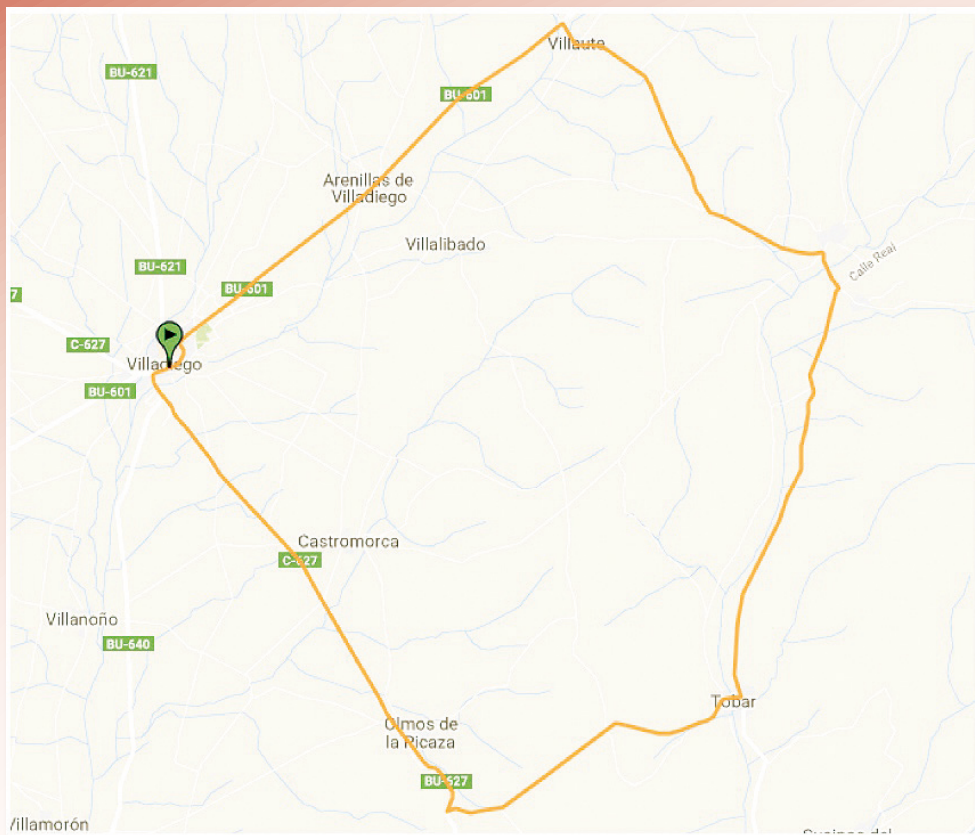 Villaute
BU-621
BU-601
Arenillas de
Villadiego
Villalibado
Calle Real
BU-621
BU-601
7
C-627
Villadiego
BU-601
Castromorca
C-627
Villanoño
BU-640
Tobar
Olmos de
la Picaza
BU-627
Villamorón